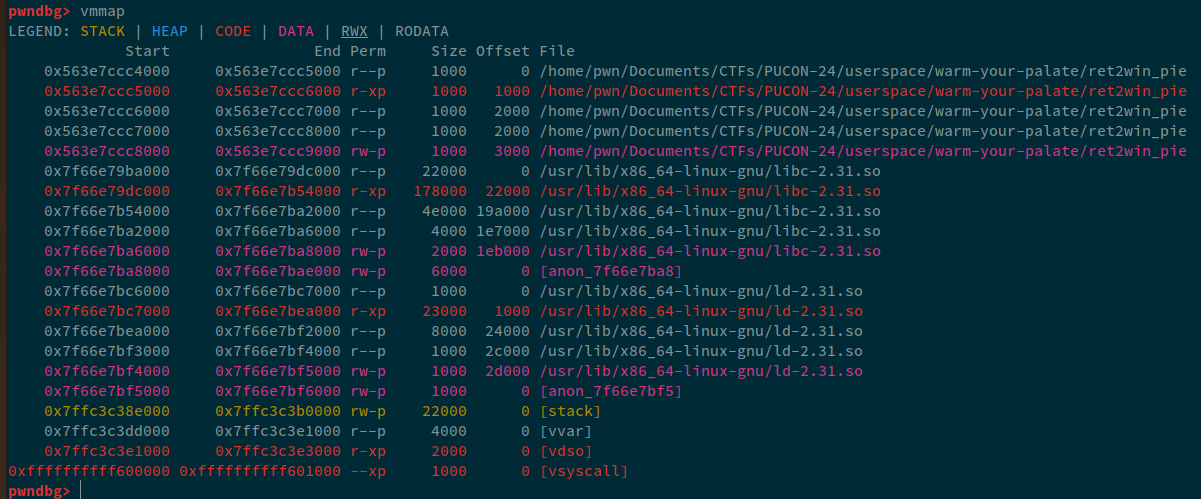 pwndbg> vmmap
LEGEND: STACK | HEAP | CODE | DATA | RWX | RODATA
Start End Perm Size Offset File
0x563e7ccc4000 0x563e7ccc5000 r--p 1000 0 /home/pwn/Documents/CTFs/PUCON-24/userspace/warm-your-palate/ret2win_pie
0x563e7ccc5000 0x563e7ccc6000 r-xp 1000 1000 /home/pwn/Documents/CTFs/PUCON-24/userspace/warm-your-palate/ret2win_pie
0x563e7ccc6000 0x563e7ccc7000 r--p 1000 2000 /home/pwn/Documents/CTFs/PUCON-24/userspace/warm-your-palate/ret2win_pie
0x563e7ccc7000 0x563e7ccc8000 r--p 1000 2000 /home/pwn/Documents/CTFs/PUCON-24/userspace/warm-your-palate/ret2win_pie
0x563e7ccc8000 0x563e7ccc9000 rw-p 1000 3000 /home/pwn/Documents/CTFs/PUCON-24/userspace/warm-your-palate/ret2win_pie
0x7f66e79ba000 0x7f66e79dc000 r--p 22000 0 /usr/lib/x86_64-linux-gnu/libc-2.31.so
0x7f66e79dc000 0x7f66e7b54000 r-xp 178000 22000 /usr/lib/x86_64-linux-gnu/libc-2.31.so
0x7f66e7b54000 0x7f66e7ba2000 r--p 4e000 19a000 /usr/lib/x86_64-linux-gnu/libc-2.31.so
0x7f66e7ba2000 0x7f66e7ba6000 r--p 4000 1e7000 /usr/lib/x86_64-linux-gnu/libc-2.31.so
0x7f66e7ba6000 0x7f66e7ba8000 rw-p 2000 1eb000 /usr/lib/x86_64-linux-gnu/libc-2.31.so
0x7f66e7ba8000 0x7f66e7bae000 rw-p 6000 0 [anon_7f66e7ba8]
0x7f66e7bc6000 0x7f66e7bc7000 r--p 1000 0 /usr/lib/x86_64-linux-gnu/ld-2.31.so
0x7f66e7bc7000 0x7f66e7bea000 r-xp 23000 1000 /usr/lib/x86_64-linux-gnu/ld-2.31.so
0x7f66e7bea000 0x7f66e7bf2000 r--p 8000 24000 /usr/lib/x86_64-linux-gnu/ld-2.31.so
0x7f66e7bf3000 0x7f66e7bf4000 r--p 1000 2c000 /usr/lib/x86_64-linux-gnu/ld-2.31.so
0x7f66e7bf4000 0x7f66e7bf5000 rw-p 1000 2d000 /usr/lib/x86_64-linux-gnu/ld-2.31.so
0x7f66e7bf5000 0x7f66e7bf6000 rw-p 1000 0 [anon_7f66e7bf5]
0x7ffc3c38e000 0x7ffc3c3b0000 rw-p 22000 0 [stack]
0x7ffc3c3dd000 0x7ffc3c3e1000 r--p 4000 0 [vvar]
0x7ffc3c3e1000 0x7ffc3c3e3000 r-xp 2000 0 [vdso]
0xffffffffff600000 0xffffffffff601000 --xp 1000 0 [vsyscall]
pwndbg>